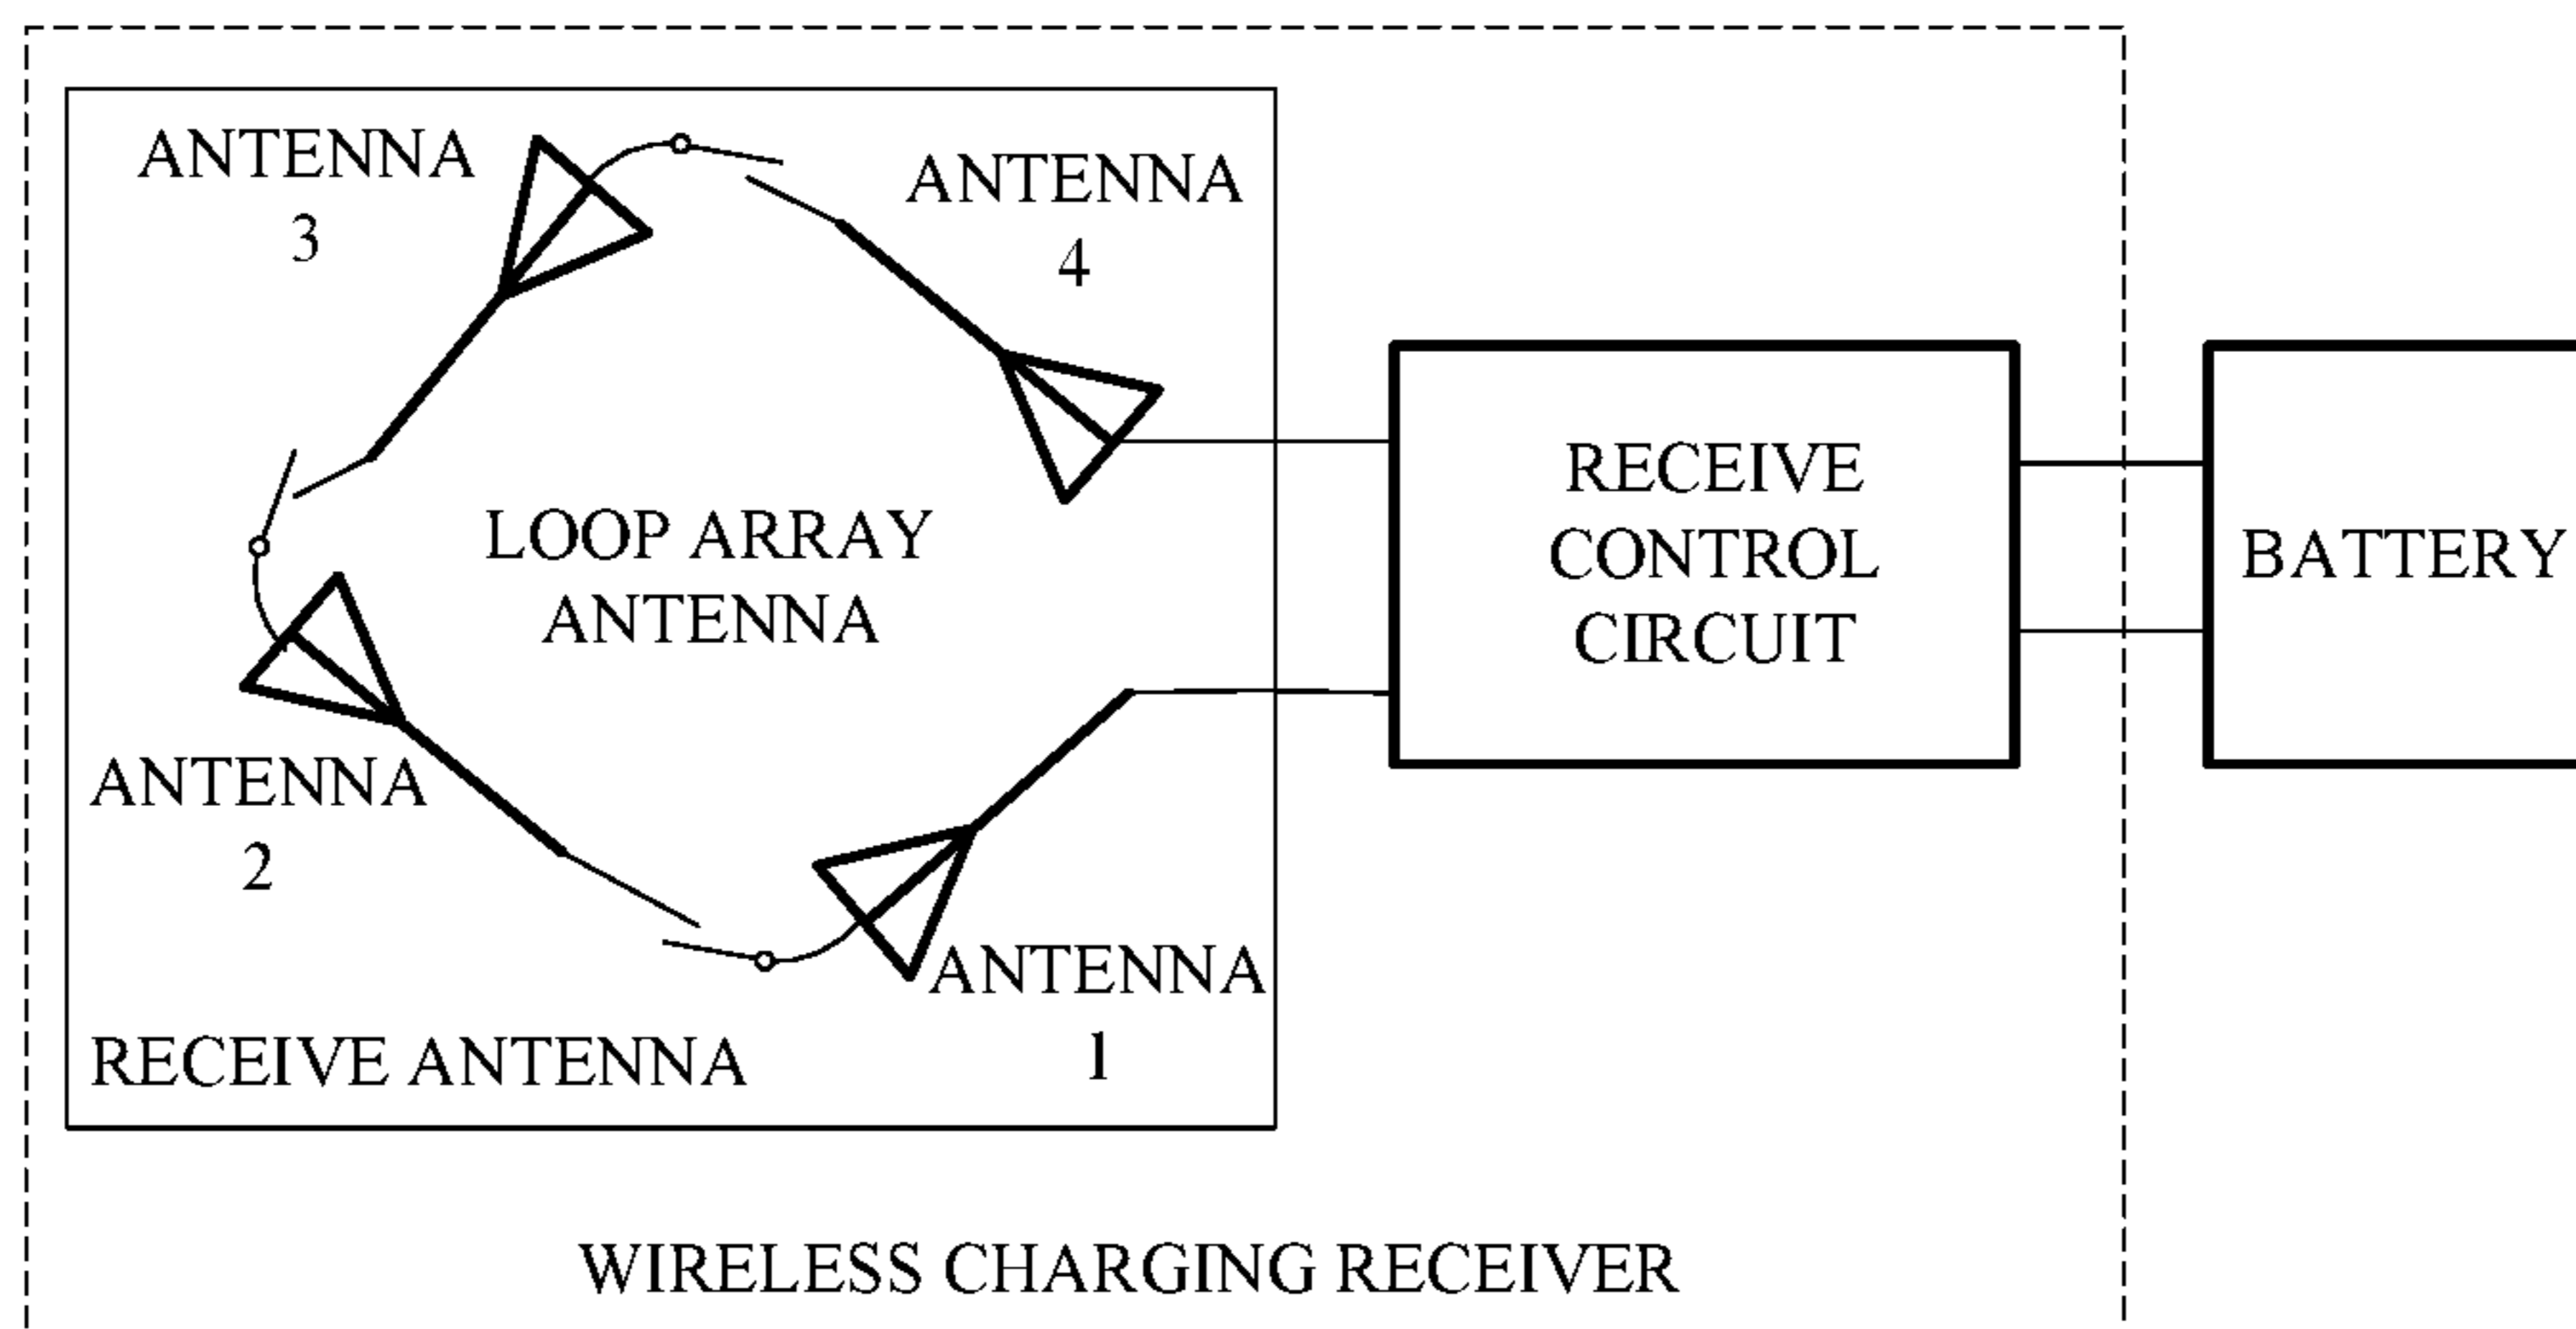 ANTENNA
3
ANTENNA
4
LOOP ARRAY
ANTENNA
RECEIVE
CONTROL
CIRCUIT
BATTERY
ANTENNA
2
ANTENNA
1
RECEIVE ANTENNA
WIRELESS CHARGING RECEIVER